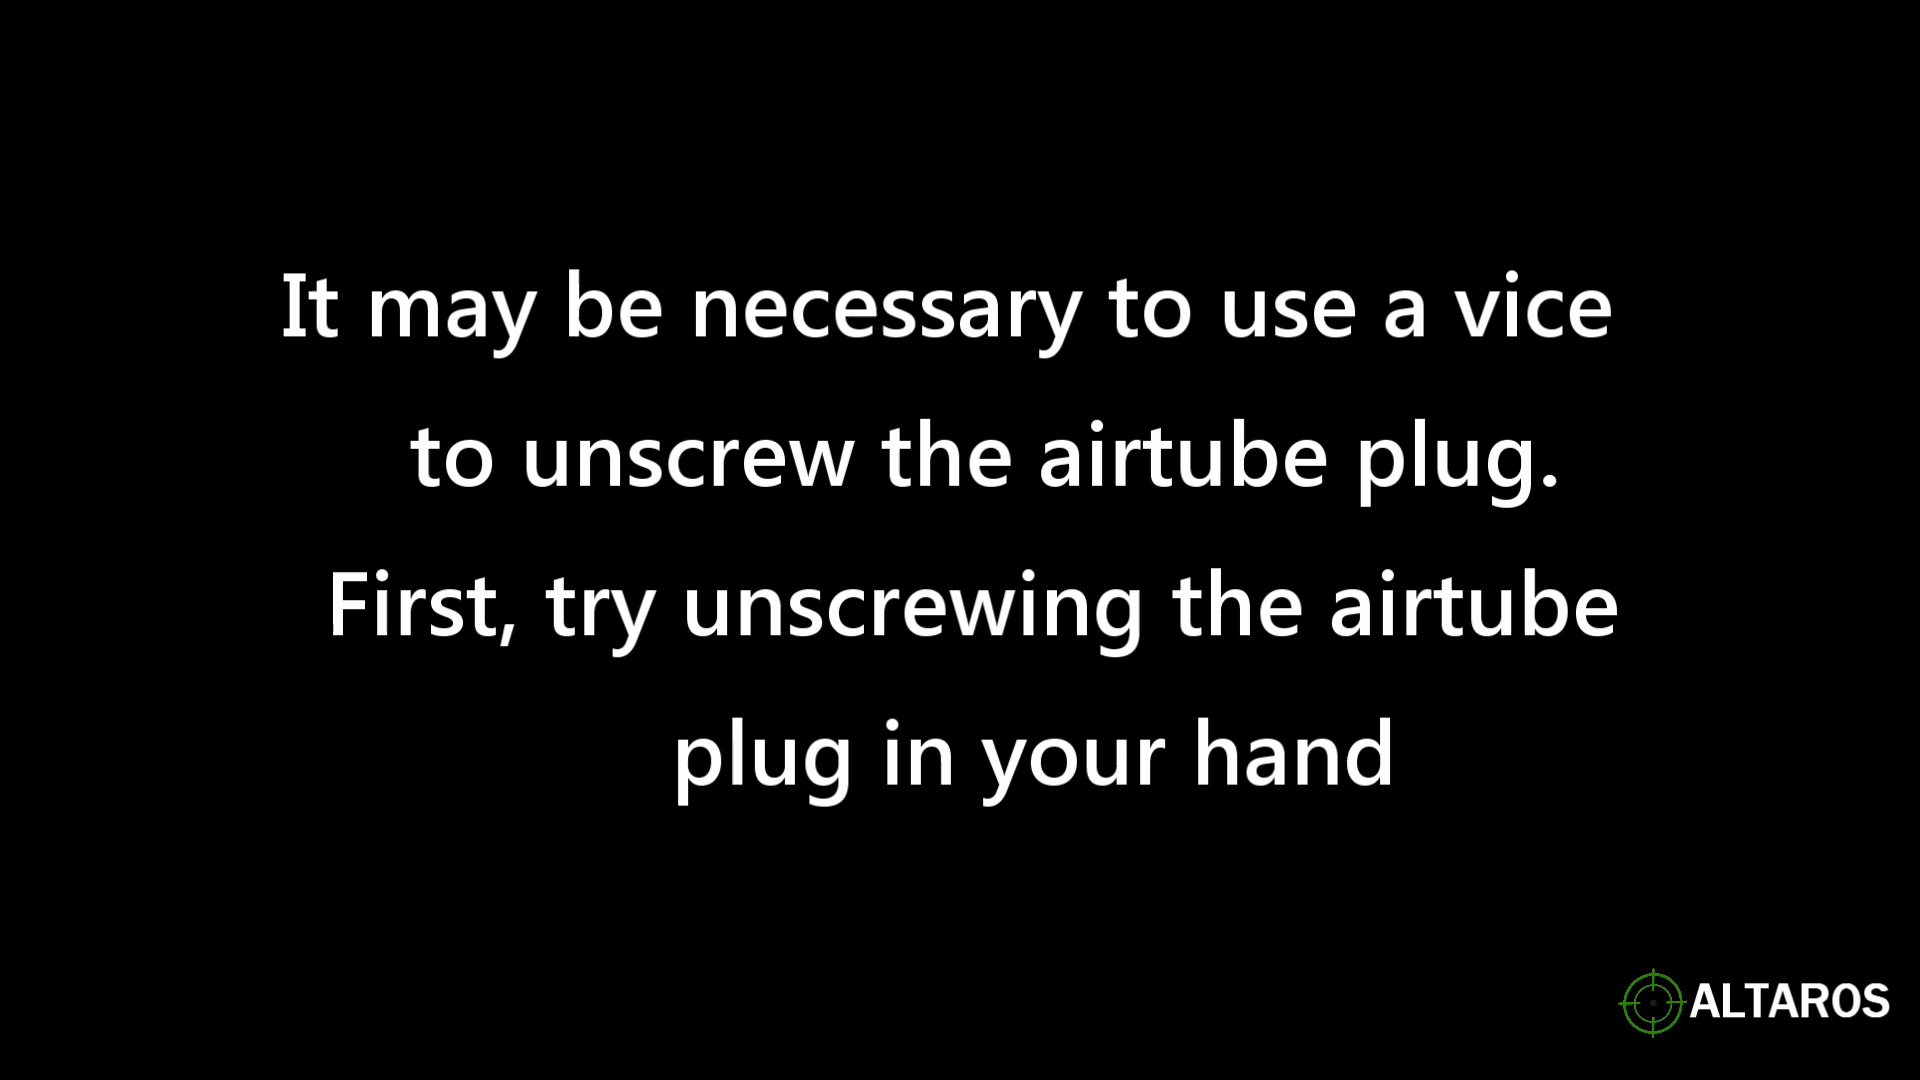 It may be necessary to use a vice
to unscrew the airtube plug.
First, try unscrewing the airtube
plug in your hand
ALTAROS